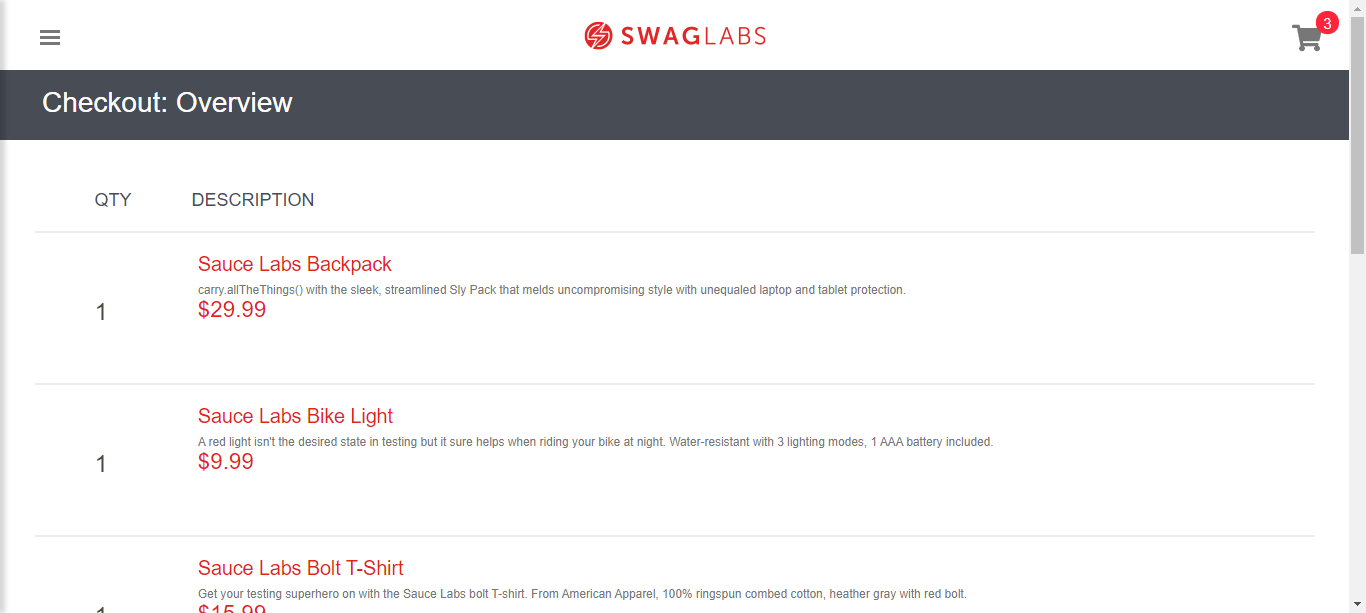 SWAGLABS
3
Checkout: Overview
QTY DESCRIPTION
Sauce Labs Backpack
carry.allTheThings() with the sleek, streamlined Sly Pack that melds uncompromising style with unequaled laptop and tablet protection.
$29.99
1
Sauce Labs Bike Light
A red light isn't the desired state in testing but it sure helps when riding your bike at night. Water-resistant with 3 lighting modes, 1 AAA battery included.
$9.99
1
Sauce Labs Bolt T-Shirt
Get your testing superhero on with the Sauce Labs bolt T-shirt. From American Apparel, 100% ringspun combed cotton, heather gray with red bolt.
$15.99
1